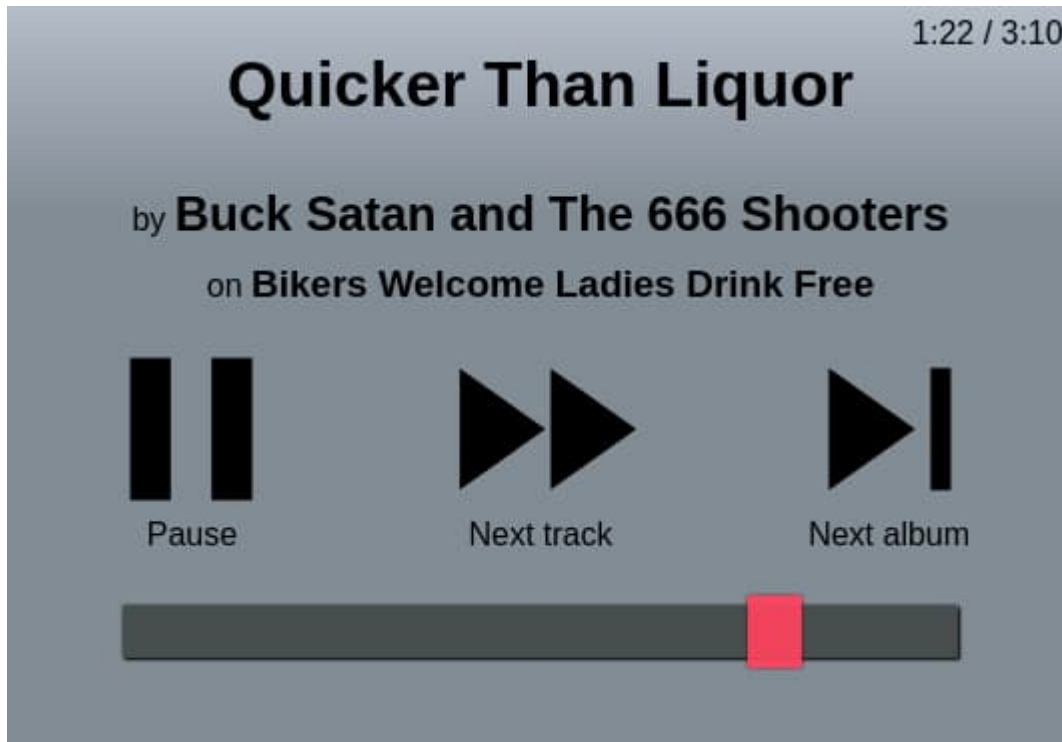 1:22 / 3:10
Quicker Than Liquor
by Buck Satan and The 666 Shooters
on Bikers Welcome Ladies Drink Free
Pause Next track Next album